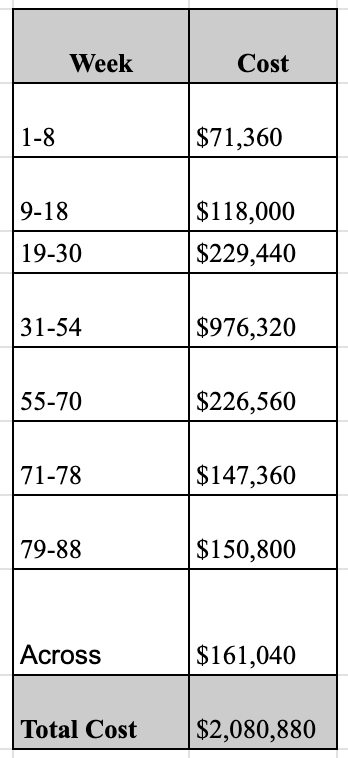 Week Cost
1-8 $71,360
9-18 $118,000
19-30 $229,440
31-54 $976,320
55-70 $226,560
71-78 $147,360
79-88 $150,800
Across $161,040
Total Cost $2,080,880